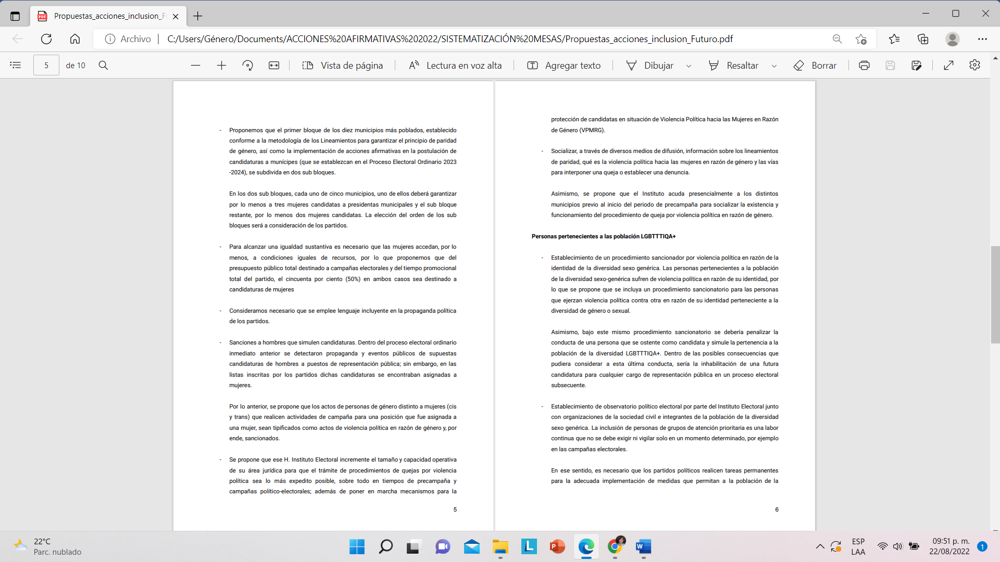 Propuestas_acciones_inclusion_F
Archivo
C:/Users/Género/Documents/ACCIONES%20AFIRMATIVAS%202022/SISTEMATIZACIÓN%20MESAS/Propuestas_acciones_inclusion_Futuro.pdf
5
de 10
Vista de página
Lectura en voz alta
Agregar texto
Dibujar
Resaltar
Borrar
- Proponemos que el primer bloque de los diez municipios más poblados, establecido
conforme a la metodología de los Lineamientos para garantizar el principio de paridad
de género, así como la implementación de acciones afirmativas en la postulación de
candidaturas a munícipes (que se establezcan en el Proceso Electoral Ordinario 2023
-2024), se subdivida en dos sub bloques.
En los dos sub bloques, cada uno de cinco municipios, uno de ellos deberá garantizar
por lo menos a tres mujeres candidatas a presidentas municipales y el sub bloque
restante, por lo menos dos mujeres candidatas. La elección del orden de los sub
bloques será a consideración de los partidos.
- Para alcanzar una igualdad sustantiva es necesario que las mujeres accedan, por lo
menos, a condiciones iguales de recursos, por lo que proponemos que del
presupuesto público total destinado a campañas electorales y del tiempo promocional
total del partido, el cincuenta por ciento (50%) en ambos casos sea destinado a
candidaturas de mujeres
- Consideramos necesario que se emplee lenguaje incluyente en la propaganda política
de los partidos.
- Sanciones a hombres que simulen candidaturas. Dentro del proceso electoral ordinario
inmediato anterior se detectaron propaganda y eventos públicos de supuestas
candidaturas de hombres a puestos de representación pública; sin embargo, en las
listas inscritas por los partidos dichas candidaturas se encontraban asignadas a
mujeres.
Por lo anterior, se propone que los actos de personas de género distinto a mujeres (cis
y trans) que realicen actividades de campaña para una posición que fue asignada a
una mujer, sean tipificados como actos de violencia política en razón de género y, por
ende, sancionados.
- Se propone que ese H. Instituto Electoral incremente el tamaño y capacidad operativa
de su área jurídica para que el trámite de procedimientos de quejas por violencia
política sea lo más expedito posible, sobre todo en tiempos de precampaña y
campañas político-electorales; además de poner en marcha mecanismos para la
5
protección de candidatas en situación de Violencia Política hacia las Mujeres en Razón
de Género (VPMRG).
- Socializar, a través de diversos medios de difusión, información sobre los lineamientos
de paridad, qué es la violencia política hacia las mujeres en razón de género y las vías
para interponer una queja o establecer una denuncia.
Asimismo, se propone que el Instituto acuda presencialmente a los distintos
municipios previo al inicio del periodo de precampaña para socializar la existencia y
funcionamiento del procedimiento de queja por violencia política en razón de género.
Personas pertenecientes a las población LGBTTTIQA+
- Establecimiento de un procedimiento sancionador por violencia política en razón de la
identidad de la diversidad sexo genérica. Las personas pertenecientes a la población
de la diversidad sexo-genérica sufren de violencia política en razón de su identidad, por
lo que se propone que se incluya un procedimiento sancionatorio para las personas
que ejerzan violencia política contra otra en razón de su identidad perteneciente a la
diversidad de género o sexual.
Asimismo, bajo este mismo procedimiento sancionatorio se debería penalizar la
conducta de una persona que se ostente como candidata y simule la pertenencia a la
población de la diversidad LGBTTTIQA+. Dentro de las posibles consecuencias que
pudiera considerar a esta última conducta, sería la inhabilitación de una futura
candidatura para cualquier cargo de representación pública en un proceso electoral
subsecuente.
- Establecimiento de observatorio político electoral por parte del Instituto Electoral junto
con organizaciones de la sociedad civil e integrantes de la población de la diversidad
sexo genérica. La inclusión de personas de grupos de atención prioritaria es una labor
continua que no se debe exigir ni vigilar solo en un momento determinado, por ejemplo
en las campañas electorales.
En ese sentido, es necesario que los partidos políticos realicen tareas permanentes
para la adecuada implementación de medidas que permitan a la población de la
6
22°C
Parc. nublado
ESP
LAA
09:51 p. m.
22/08/2022
1